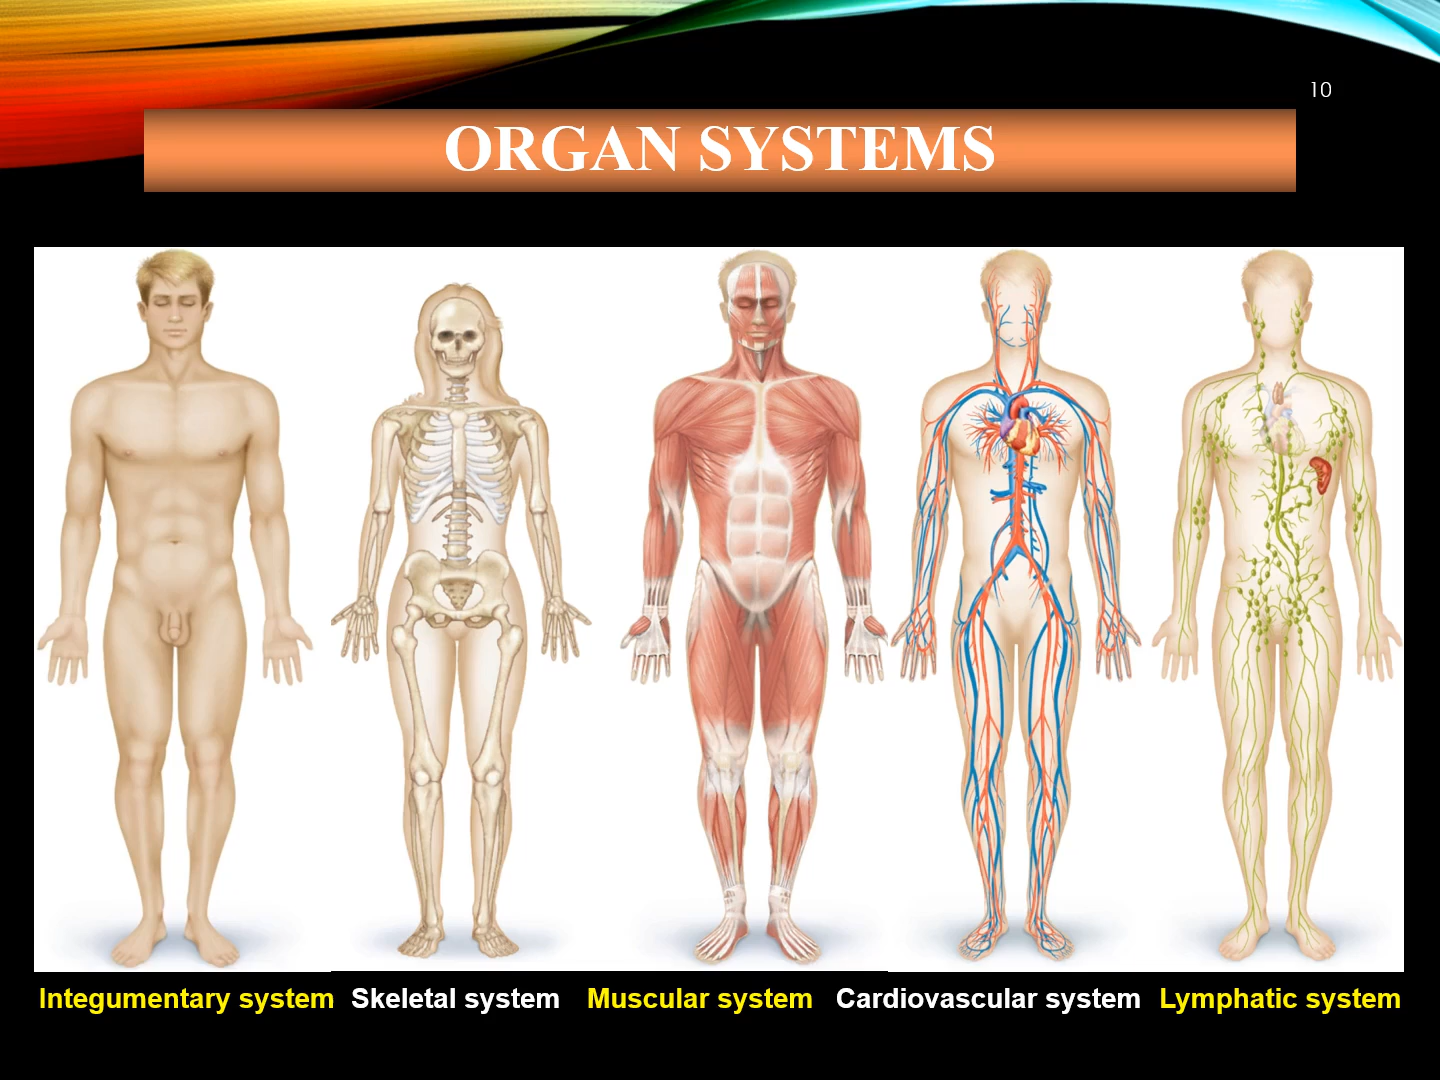 10
ORGAN SYSTEMS
Integumentary system Skeletal system Muscular system Cardiovascular system Lymphatic system